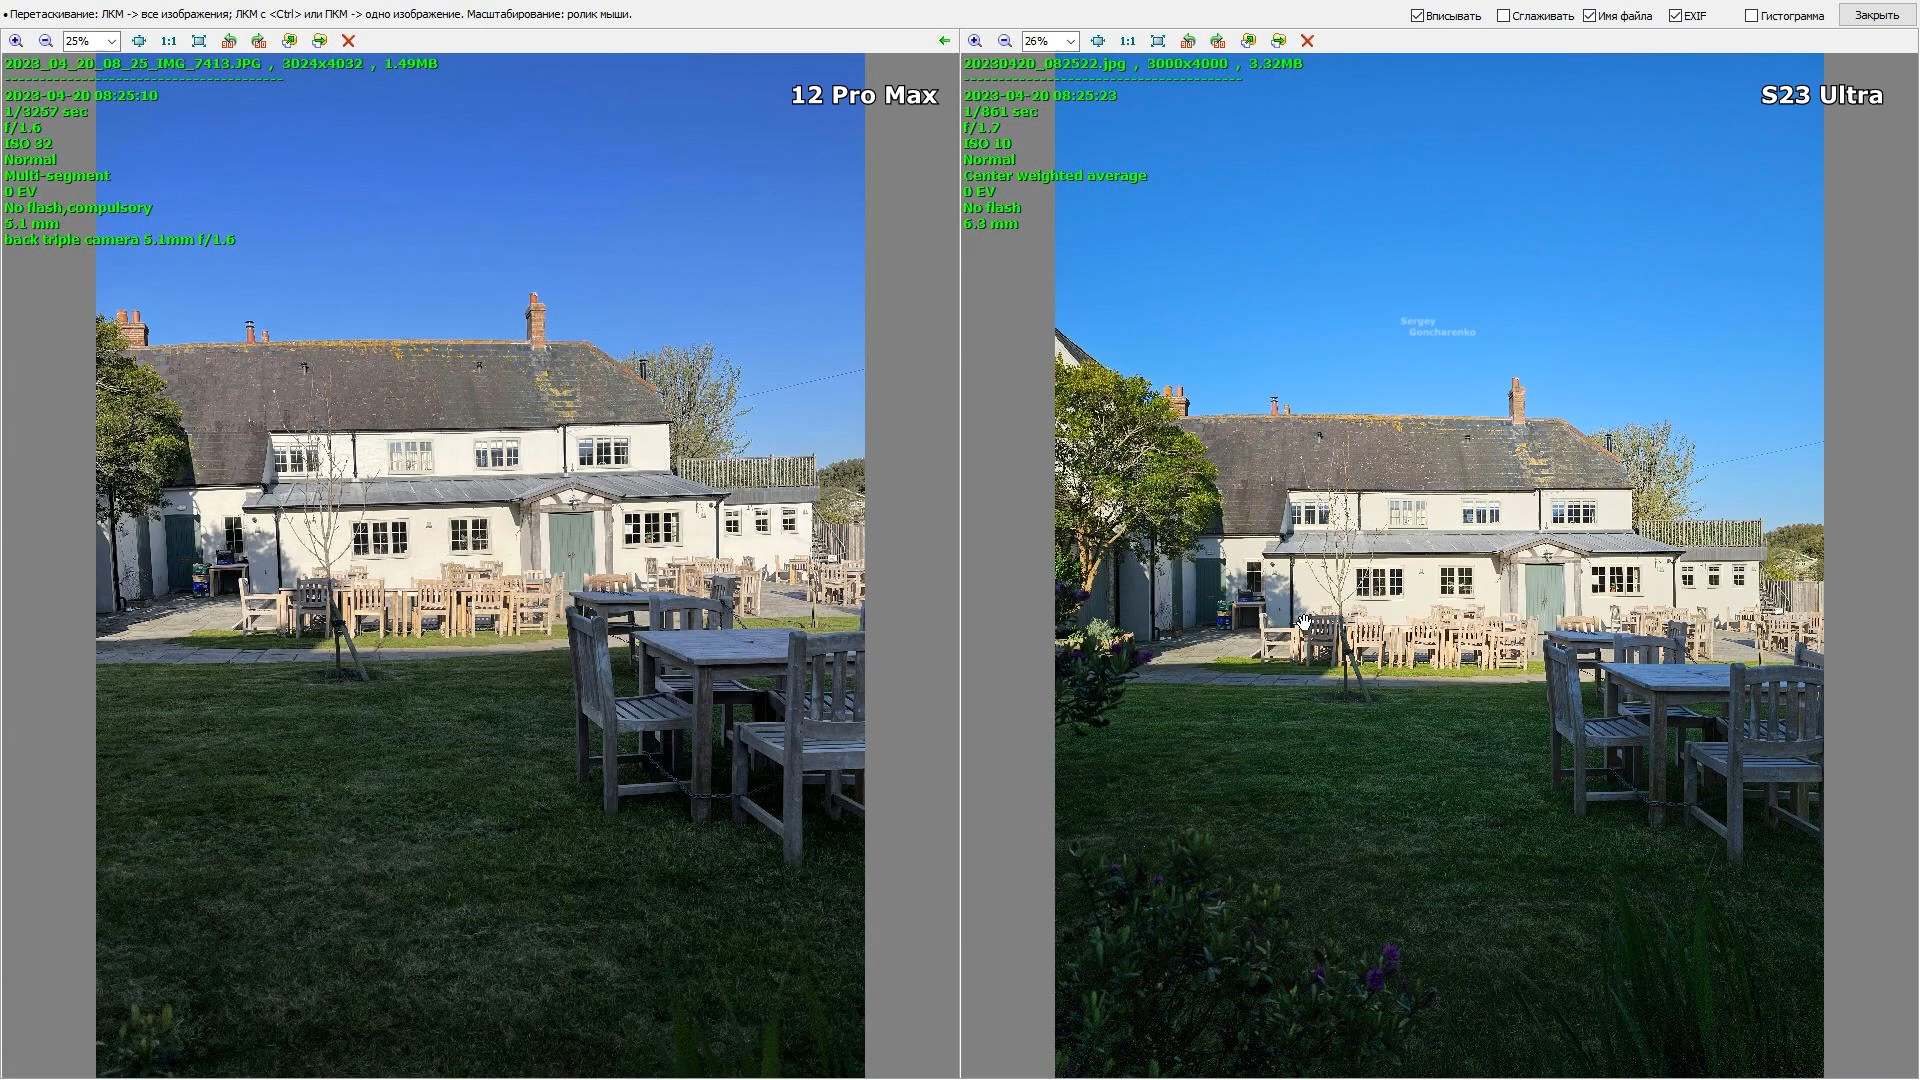 •Перетаскивание: ЛКМ -> все изображения; ЛКМ с <Ctrl> или ПКМ -> одно изображение. Масштабирование: ролик мыши.
Вписывать Сглаживать Имя файла EXIF Гистограмма Закрыть
25% 1:1
26% 1:1
2023_04_20_08_25_IMG_7413.JPG , 3024x4032 , 1.49MB
----------------------------------------
2023-04-20 08:25:10
1/3257 sec
f/1.6
ISO 32
Normal
Multi-segment
0 EV
No flash,compulsory
5.1 mm
back triple camera 5.1mm f/1.6
12 Pro Max
20230420_082522.jpg , 3000x4000 , 3.32MB
----------------------------------------
2023-04-20 08:25:23
1/861 sec
f/1.7
ISO 10
Normal
Center weighted average
0 EV
No flash
6.3 mm
S23 Ultra
Sergey
Goncharenko